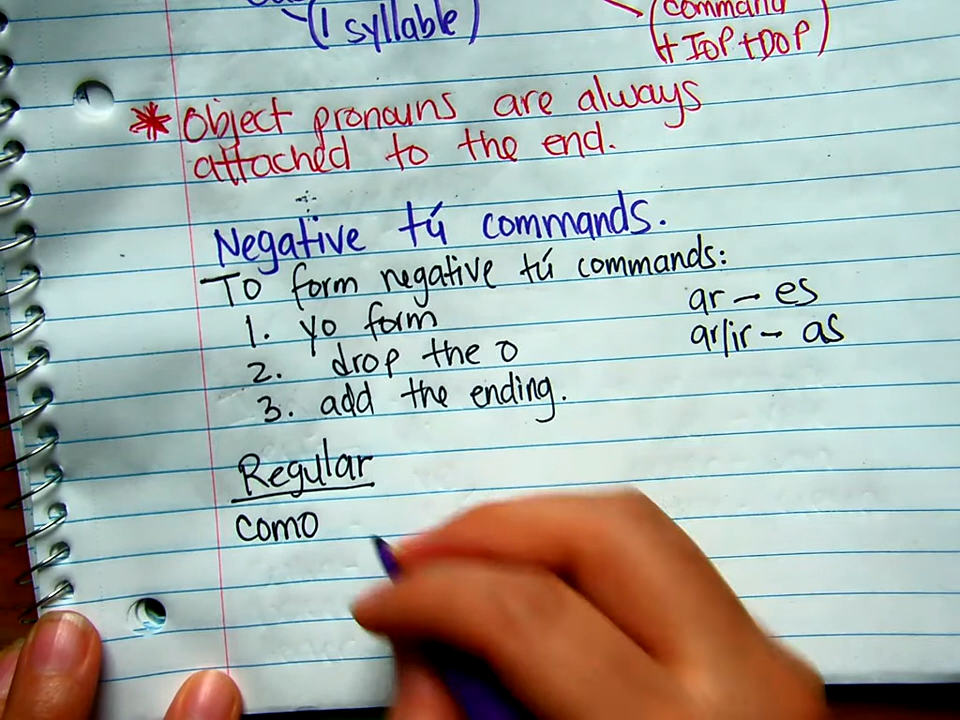 (1 syllable)
(command
+ IOP + DOP)
* Object pronouns are always
attached to the end.
Negative tú commands.
To form negative tú commands:
1. yo form
2. drop the o
3. add the ending.
ar – es
ar/ir – as
Regular
como